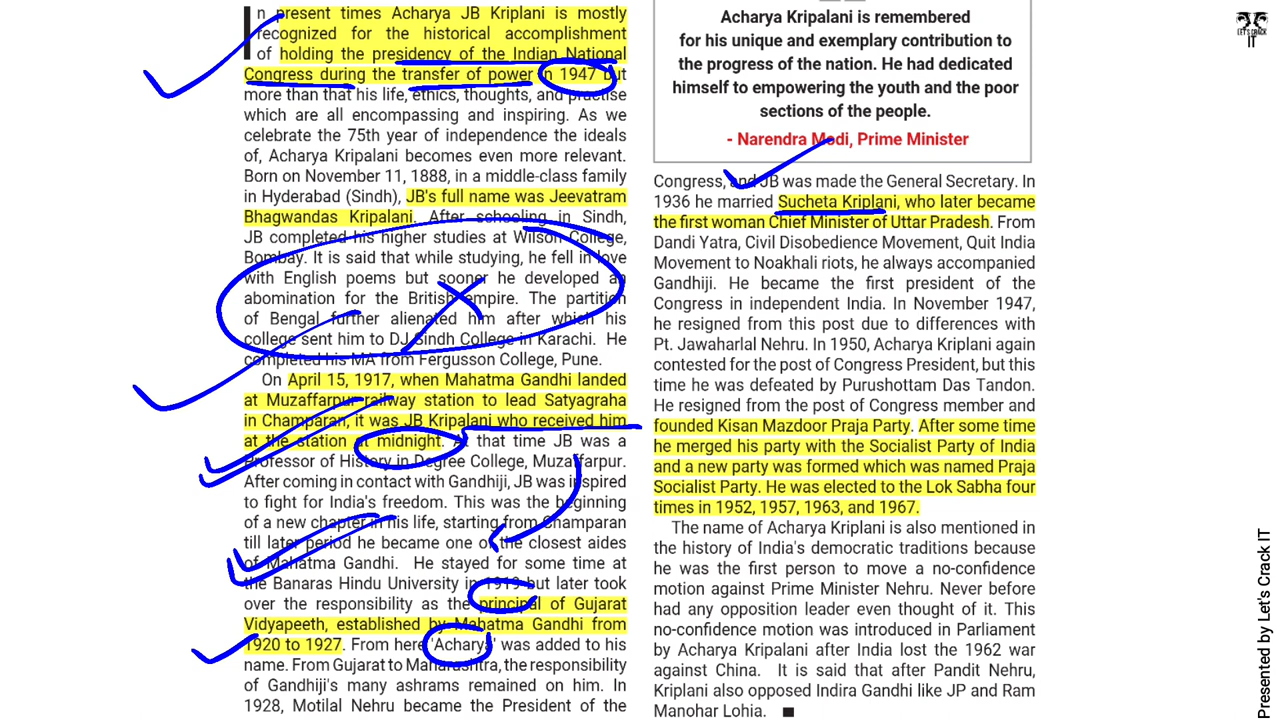 In present times Acharya JB Kriplani is mostly
recognized for the historical accomplishment
of holding the presidency of the Indian National
Congress during the transfer of power in 1947 but
more than that his life, ethics, thoughts, and practise
which are all encompassing and inspiring. As we
celebrate the 75th year of independence the ideals
of, Acharya Kripalani becomes even more relevant.
Born on November 11, 1888, in a middle-class family
in Hyderabad (Sindh), JB's full name was Jeevatram
Bhagwandas Kripalani. After schooling in Sindh,
JB completed his higher studies at Wilson College,
Bombay. It is said that while studying, he fell in love
with English poems but sooner he developed an
abomination for the British empire. The partition
of Bengal further alienated him after which his
college sent him to DJ Sindh College in Karachi. He
completed his MA from Fergusson College, Pune.
On April 15, 1917, when Mahatma Gandhi landed
at Muzaffarpur railway station to lead Satyagraha
in Champaran, it was JB Kripalani who received him
at the station at midnight. At that time JB was a
Professor of History in Degree College, Muzaffarpur.
After coming in contact with Gandhiji, JB was inspired
to fight for India's freedom. This was the beginning
of a new chapter in his life, starting from Champaran
till later period he became one of the closest aides
of Mahatma Gandhi. He stayed for some time at
the Banaras Hindu University in 1919 but later took
over the responsibility as the principal of Gujarat
Vidyapeeth, established by Mahatma Gandhi from
1920 to 1927. From here 'Acharya' was added to his
name. From Gujarat to Maharashtra, the responsibility
of Gandhiji's many ashrams remained on him. In
1928, Motilal Nehru became the President of the
Acharya Kripalani is remembered
for his unique and exemplary contribution to
the progress of the nation. He had dedicated
himself to empowering the youth and the poor
sections of the people.
- Narendra Modi, Prime Minister
Congress, and JB was made the General Secretary. In
1936 he married Sucheta Kriplani, who later became
the first woman Chief Minister of Uttar Pradesh. From
Dandi Yatra, Civil Disobedience Movement, Quit India
Movement to Noakhali riots, he always accompanied
Gandhiji. He became the first president of the
Congress in independent India. In November 1947,
he resigned from this post due to differences with
Pt. Jawaharlal Nehru. In 1950, Acharya Kriplani again
contested for the post of Congress President, but this
time he was defeated by Purushottam Das Tandon.
He resigned from the post of Congress member and
founded Kisan Mazdoor Praja Party. After some time
he merged his party with the Socialist Party of India
and a new party was formed which was named Praja
Socialist Party. He was elected to the Lok Sabha four
times in 1952, 1957, 1963, and 1967.
The name of Acharya Kriplani is also mentioned in
the history of India's democratic traditions because
he was the first person to move a no-confidence
motion against Prime Minister Nehru. Never before
had any opposition leader even thought of it. This
no-confidence motion was introduced in Parliament
by Acharya Kripalani after India lost the 1962 war
against China. It is said that after Pandit Nehru,
Kriplani also opposed Indira Gandhi like JP and Ram
Manohar Lohia.
LET'S CRACK
IT
Presented by Let's Crack IT